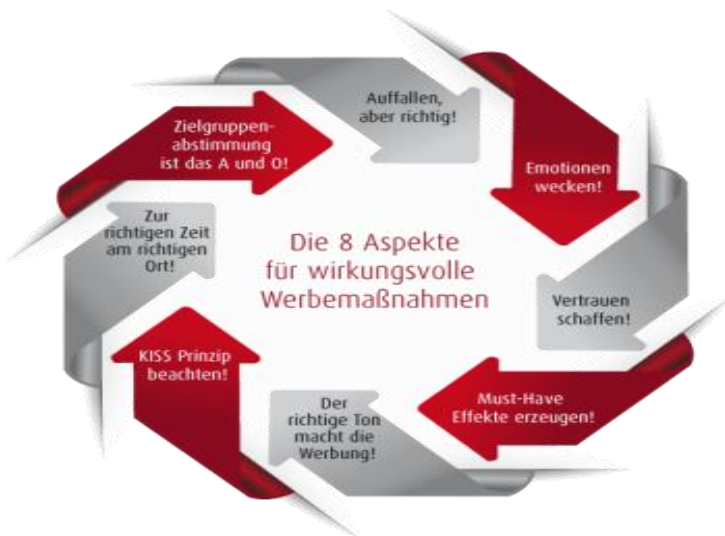 Die 8 Aspekte
für wirkungsvolle
Werbemaßnahmen
Zielgruppen-
abstimmung
ist das A und O!
Auffallen,
aber richtig!
Emotionen
wecken!
Vertrauen
schaffen!
Must-Have
Effekte erzeugen!
Der
richtige Ton
macht die
Werbung!
KISS Prinzip
beachten!
Zur
richtigen Zeit
am richtigen
Ort!